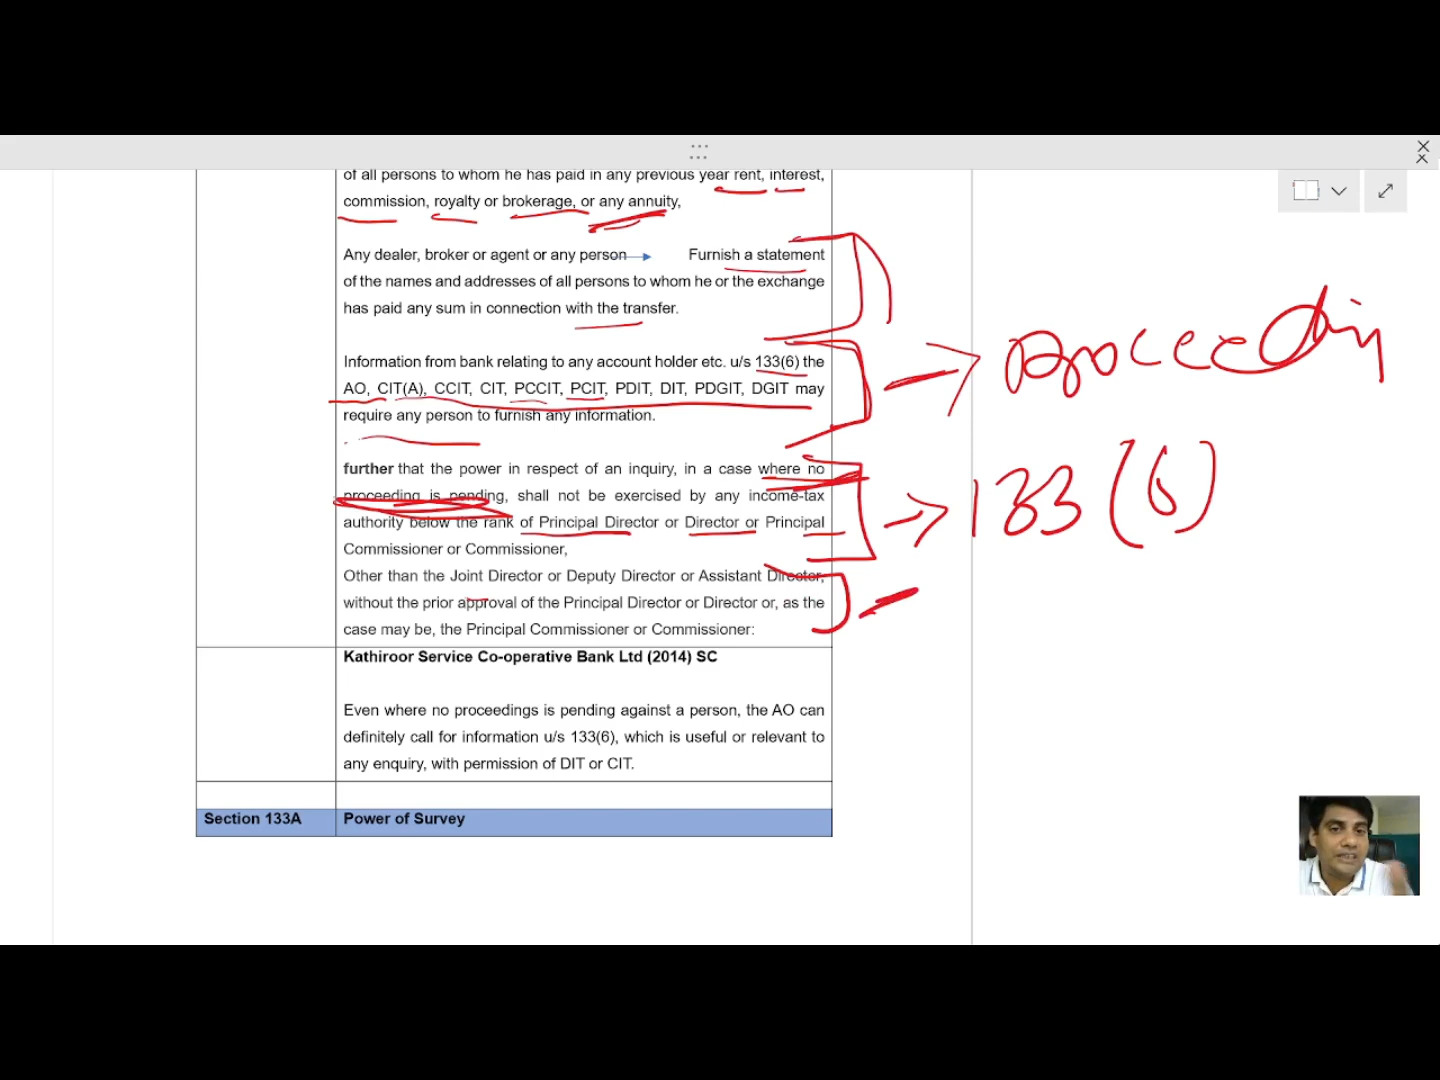 of all persons to whom he has paid in any previous year rent, interest,
commission, royalty or brokerage, or any annuity,
Any dealer, broker or agent or any person Furnish a statement
of the names and addresses of all persons to whom he or the exchange
has paid any sum in connection with the transfer.
Information from bank relating to any account holder etc. u/s 133(6) the
AO, CIT(A), CCIT, CIT, PCCIT, PCIT, PDIT, DIT, PDGIT, DGIT may
require any person to furnish any information.
further that the power in respect of an inquiry, in a case where no
proceeding is pending, shall not be exercised by any income-tax
authority below the rank of Principal Director or Director or Principal
Commissioner or Commissioner,
Other than the Joint Director or Deputy Director or Assistant Director,
without the prior approval of the Principal Director or Director or, as the
case may be, the Principal Commissioner or Commissioner:
Proceeding
133(6)
Kathiroor Service Co-operative Bank Ltd (2014) SC
Even where no proceedings is pending against a person, the AO can
definitely call for information u/s 133(6), which is useful or relevant to
any enquiry, with permission of DIT or CIT.
Section 133A Power of Survey